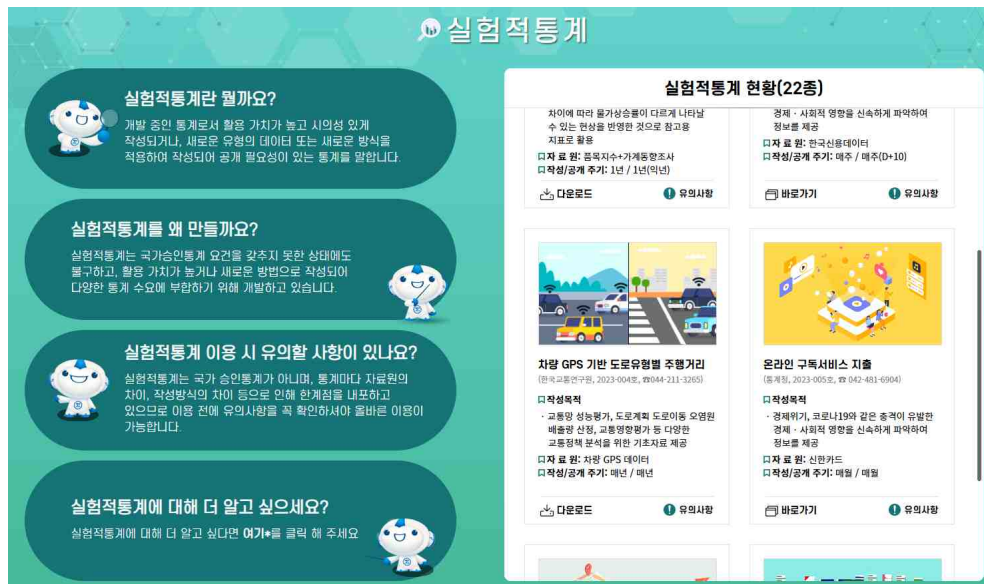 실험적통계
실험적통계란 뭘까요?
개발 중인 통계로서 활용 가치가 높고 시의성 있게
작성되거나, 새로운 유형의 데이터 또는 새로운 방식을
적용하여 작성되어 공개 필요성이 있는 통계를 말합니다.
실험적통계를 왜 만들까요?
실험적통계는 국가승인통계 요건을 갖추지 못한 상태에도
불구하고, 활용 가치가 높거나 새로운 방법으로 작성되어
다양한 통계 수요에 부합하기 위해 개발하고 있습니다.
실험적통계 이용 시 유의할 사항이 있나요?
실험적통계는 국가 승인통계가 아니며, 통계마다 자료원의
차이, 작성방식의 차이 등으로 인해 한계점을 내포하고
있으므로 이용 전에 유의사항을 꼭 확인하셔야 올바른 이용이
가능합니다.
실험적통계에 대해 더 알고 싶으세요?
실험적통계에 대해 더 알고 싶다면 여기*를 클릭 해 주세요
실험적통계 현황(22종)
차이에 따라 물가상승률이 다르게 나타날
수 있는 현상을 반영한 것으로 참고용
지표로 활용
자 료 원: 품목지수+가계동향조사
작성/공개 주기: 1년 / 1년(익년)
다운로드
유의사항
경제ㆍ사회적 영향을 신속하게 파악하여
정보를 제공
자 료 원: 한국신용데이터
작성/공개 주기: 매주 / 매주(D+10)
바로가기
유의사항
차량 GPS 기반 도로유형별 주행거리
(한국교통연구원, 2023-004호, ☎044-211-3265)
작성목적
· 교통망 성능평가, 도로계획 도로이동 오염원
배출량 산정, 교통영향평가 등 다양한
교통정책 분석을 위한 기초자료 제공
자 료 원: 차량 GPS 데이터
작성/공개 주기: 매년 / 매년
다운로드
유의사항
온라인 구독서비스 지출
(통계청, 2023-005호, ☎ 042-481-6904)
작성목적
· 경제위기, 코로나19와 같은 충격이 유발한
경제ㆍ사회적 영향을 신속하게 파악하여
정보를 제공
자 료 원: 신한카드
작성/공개 주기: 매월 / 매월
바로가기
유의사항